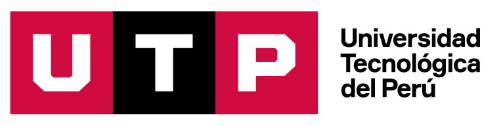 UTP
Universidad
Tecnológica
del Perú